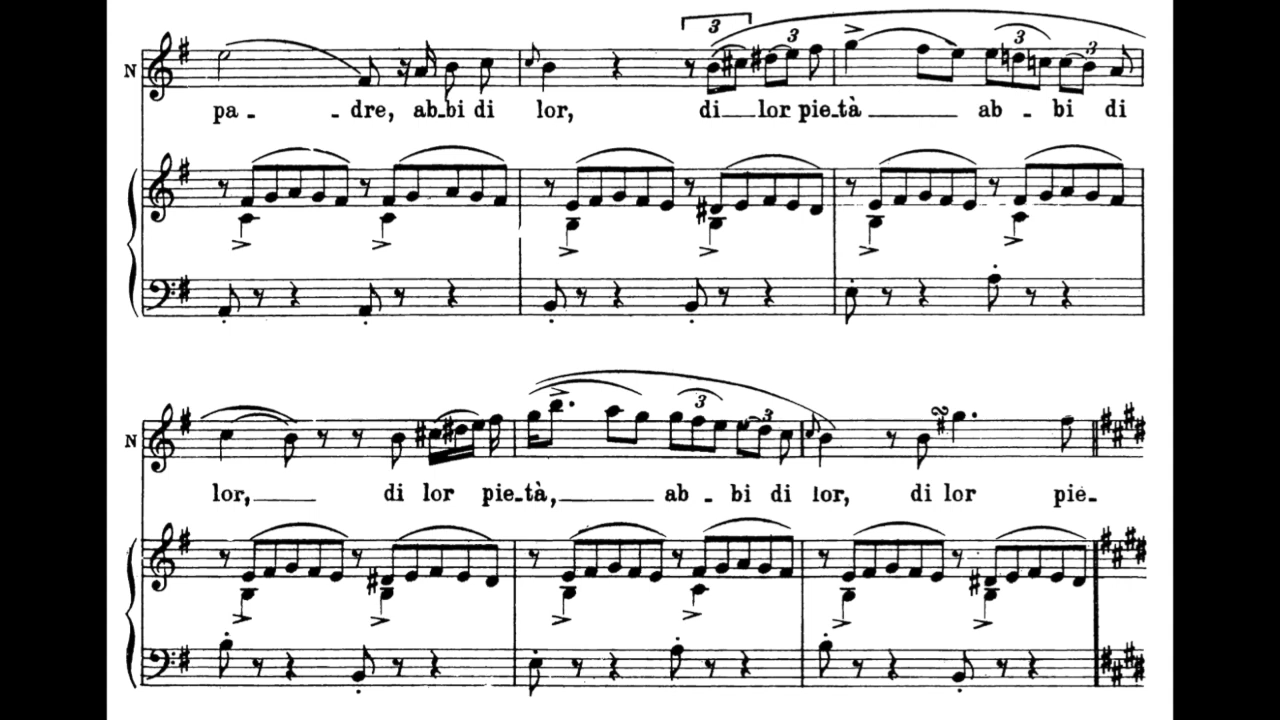 3
3
3
3
N
pa - - dre, ab-bi di lor, di lor pie-tà ab - bi di
3
3
N
lor, di lor pie-tà, ab - bi di lor, di lor pie-